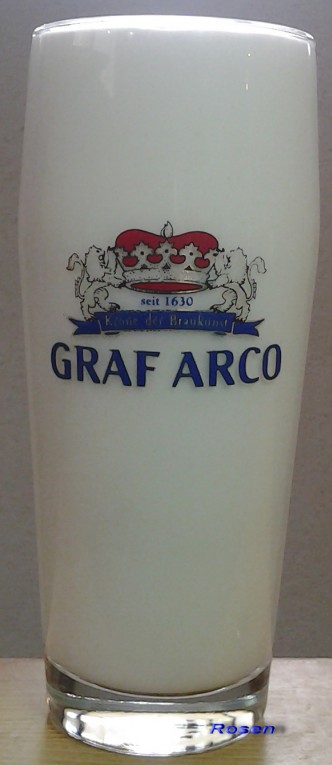 seit 1630
Krone der Braukunst
GRAF ARCO
Rosen